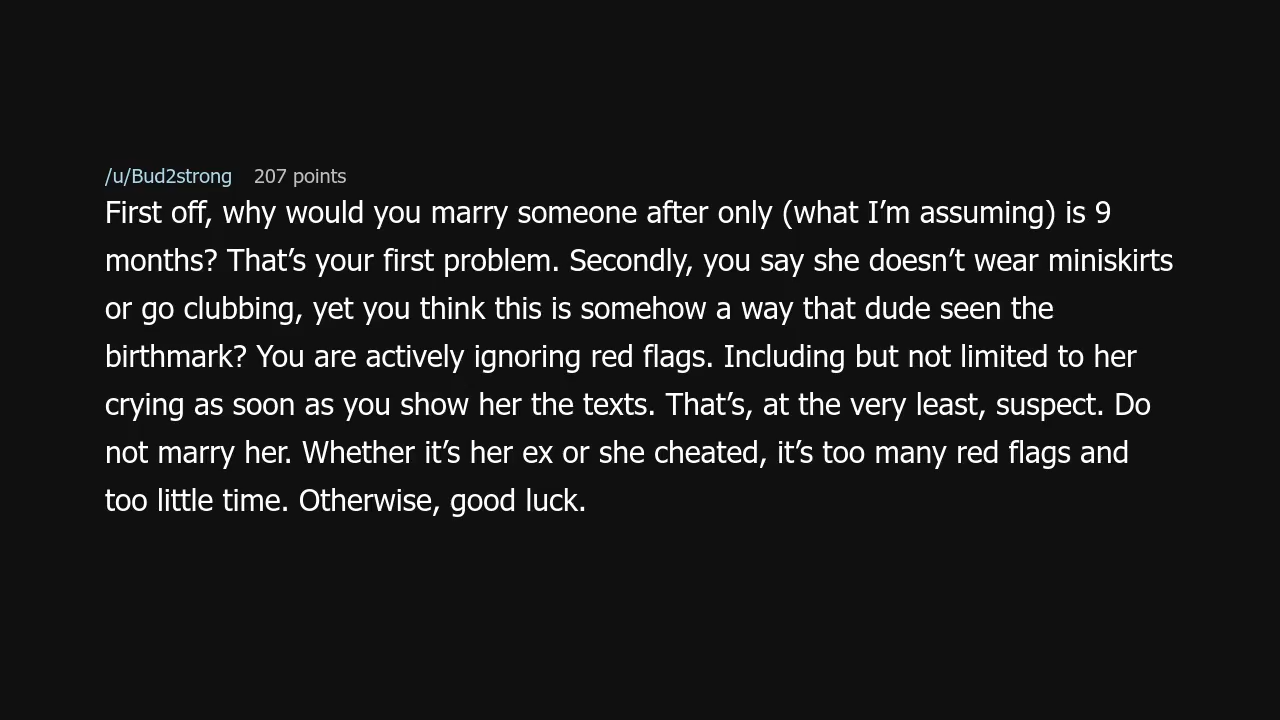 /u/Bud2strong 207 points
First off, why would you marry someone after only (what I’m assuming) is 9
months? That’s your first problem. Secondly, you say she doesn’t wear miniskirts
or go clubbing, yet you think this is somehow a way that dude seen the
birthmark? You are actively ignoring red flags. Including but not limited to her
crying as soon as you show her the texts. That’s, at the very least, suspect. Do
not marry her. Whether it’s her ex or she cheated, it’s too many red flags and
too little time. Otherwise, good luck.